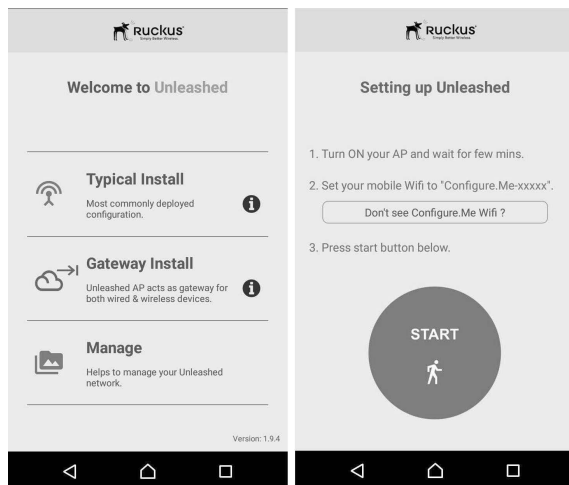 Ruckus
Simply Better Wireless.
Welcome to Unleashed
Typical Install
Most commonly deployed
configuration.
Gateway Install
Unleashed AP acts as gateway for
both wired & wireless devices.
Manage
Helps to manage your Unleashed
network.
Version: 1.9.4
Ruckus
Simply Better Wireless.
Setting up Unleashed
1. Turn ON your AP and wait for few mins.
2. Set your mobile Wifi to "Configure.Me-xxxxx".
Don't see Configure.Me Wifi ?
3. Press start button below.
START